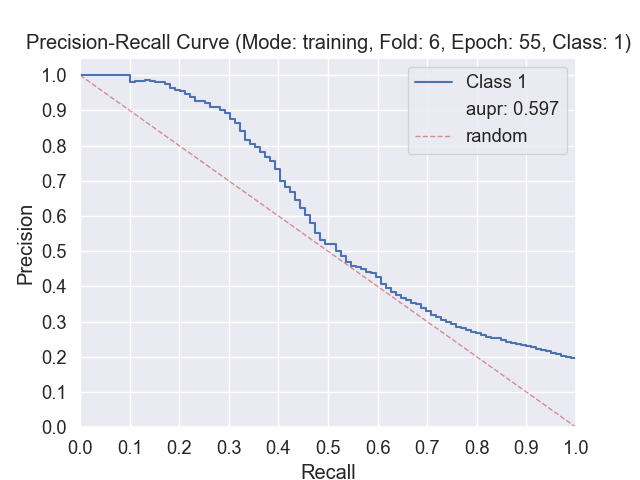 Precision-Recall Curve (Mode: training, Fold: 6, Epoch: 55, Class: 1)
Class 1
aupr: 0.597
random
Precision
1.0
0.9
0.8
0.7
0.6
0.5
0.4
0.3
0.2
0.1
0.0
0.0 0.1 0.2 0.3 0.4 0.5 0.6 0.7 0.8 0.9 1.0
Recall